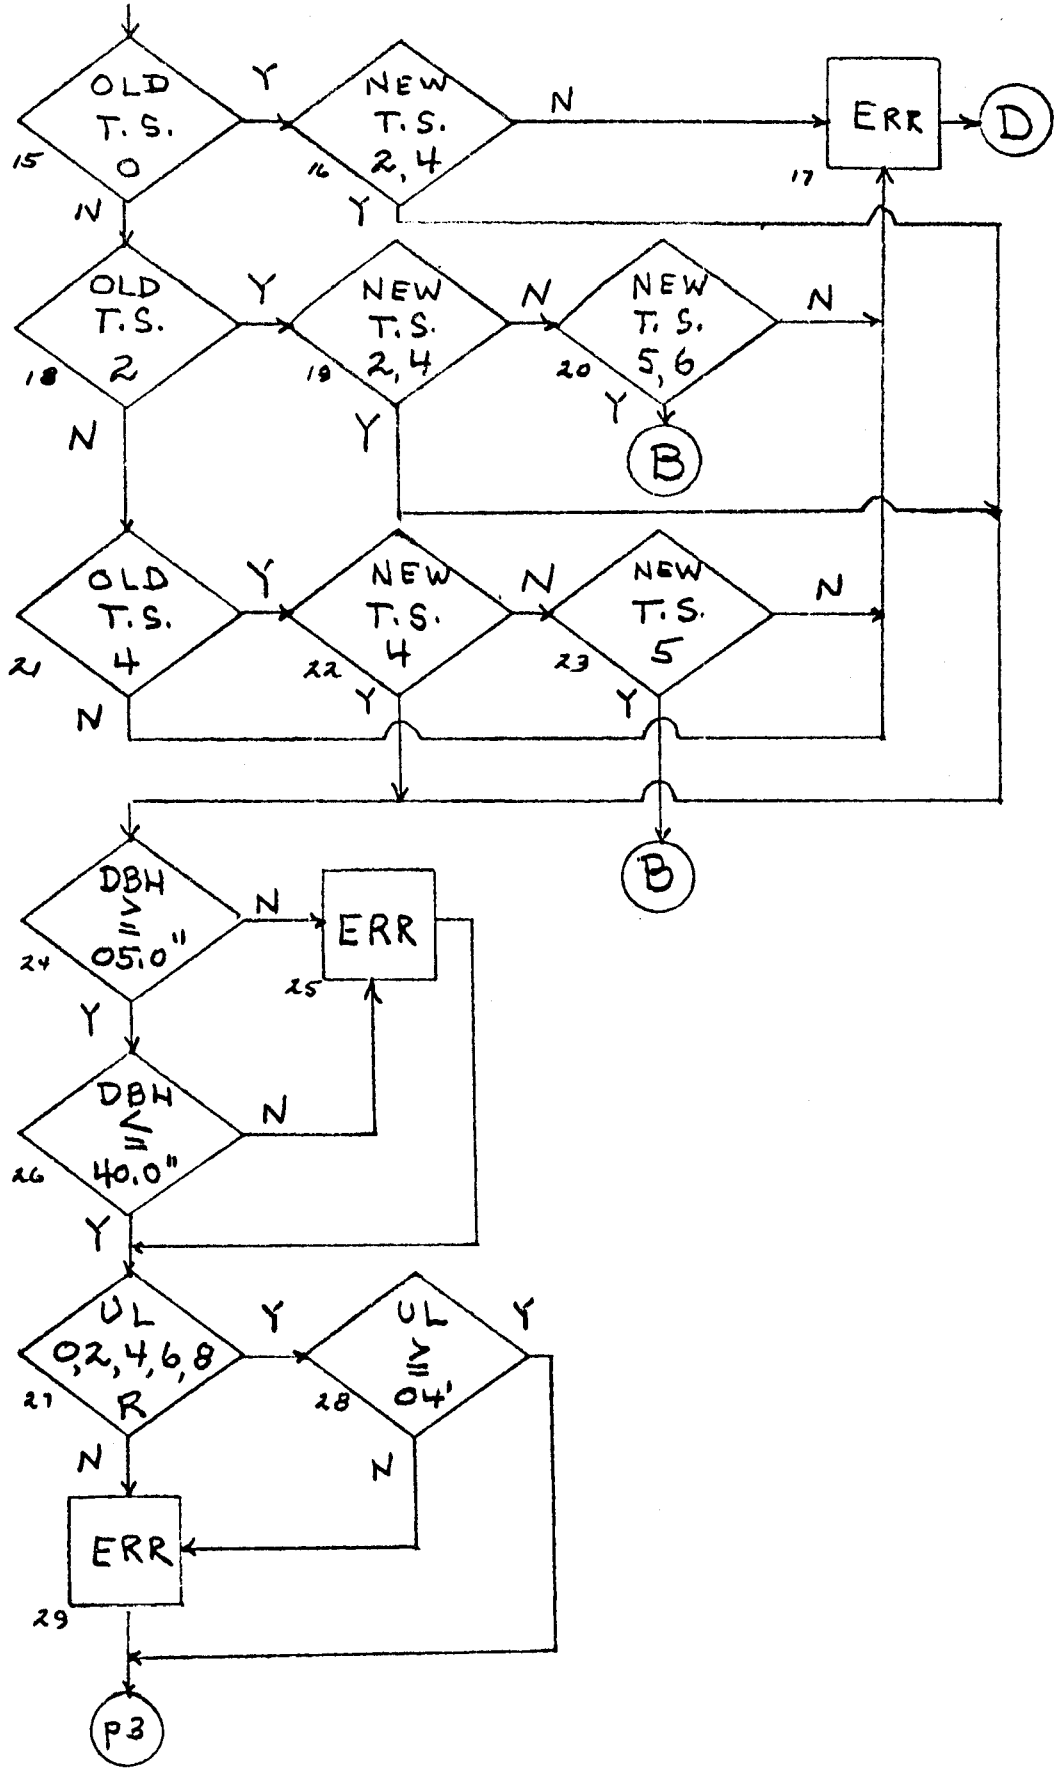 OLD
T.S.
0
15
Y
N
NEW
T.S.
2,4
16
N
Y
ERR
17
D
OLD
T.S.
2
18
Y
N
NEW
T.S.
2,4
19
N
Y
NEW
T.S.
5,6
20
N
Y
B
OLD
T.S.
4
21
Y
N
NEW
T.S.
4
22
N
Y
NEW
T.S.
5
23
N
Y
B
DBH
≥
05.0"
24
N
Y
ERR
25
DBH
≤
40.0"
26
N
Y
UL
0,2,4,6,8
R
27
Y
N
UL
≥
04'
28
Y
N
ERR
29
p3